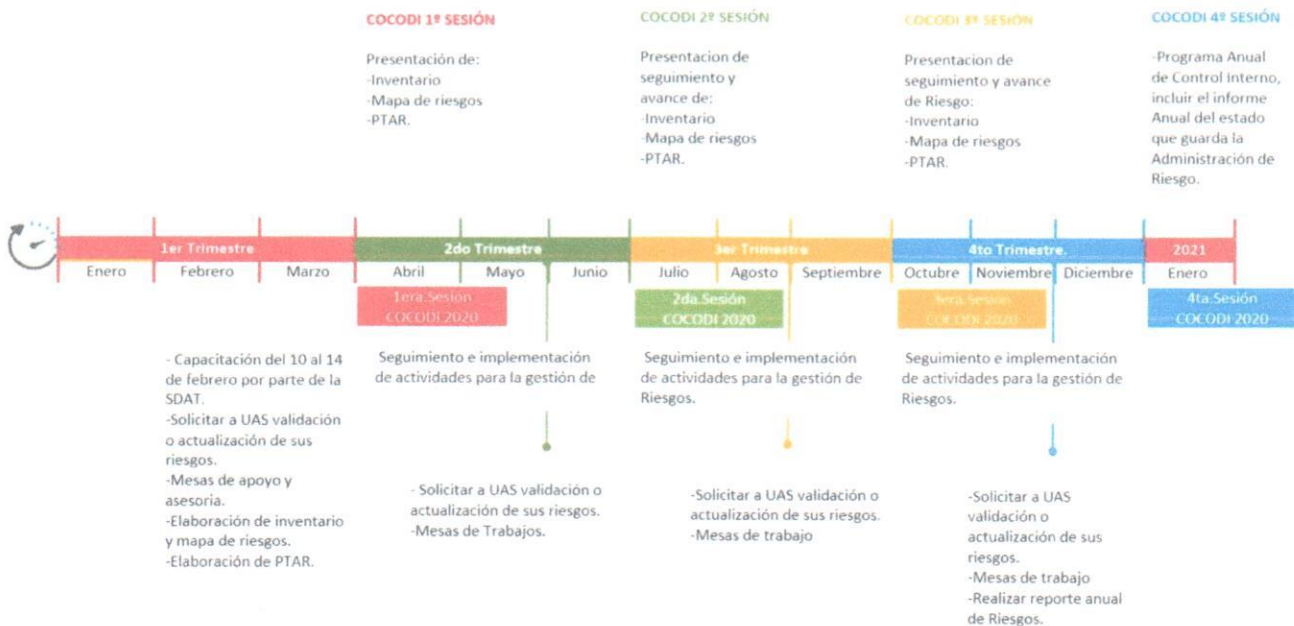 COCODI 1ª SESIÓN
Presentación de:
-Inventario
-Mapa de riesgos
-PTAR.
COCODI 2ª SESIÓN
Presentacion de
seguimiento y
avance de:
-Inventario
-Mapa de riesgos
-PTAR.
COCODI 3ª SESIÓN
Presentacion de
seguimiento y avance
de Riesgo:
-Inventario
-Mapa de riesgos
-PTAR.
COCODI 4ª SESIÓN
-Programa Anual
de Control Interno,
incluir el informe
Anual del estado
que guarda la
Administración de
Riesgo.
1er Trimestre
2do Trimestre
3er Trimestre
4to Trimestre.
2021
Enero
Febrero
Marzo
Abril
Mayo
Junio
Julio
Agosto
Septiembre
Octubre
Noviembre
Diciembre
Enero
1era.Sesión
COCODI 2020
2da.Sesión
COCODI 2020
3era.Sesión
COCODI 2020
4ta.Sesión
COCODI 2020
- Capacitación del 10 al 14
de febrero por parte de la
SDAT.
-Solicitar a UAS validación
o actualización de sus
riesgos.
-Mesas de apoyo y
asesoría.
-Elaboración de inventario
y mapa de riesgos.
-Elaboración de PTAR.
Seguimiento e implementación
de actividades para la gestión de
- Solicitar a UAS validación o
actualización de sus riesgos.
-Mesas de Trabajos.
Seguimiento e implementación
de actividades para la gestión de
Riesgos.
-Solicitar a UAS validación o
actualización de sus riesgos.
-Mesas de trabajo
Seguimiento e implementación
de actividades para la gestión de
Riesgos.
-Solicitar a UAS
validación o
actualización de sus
riesgos.
-Mesas de trabajo
-Realizar reporte anual
de Riesgos.